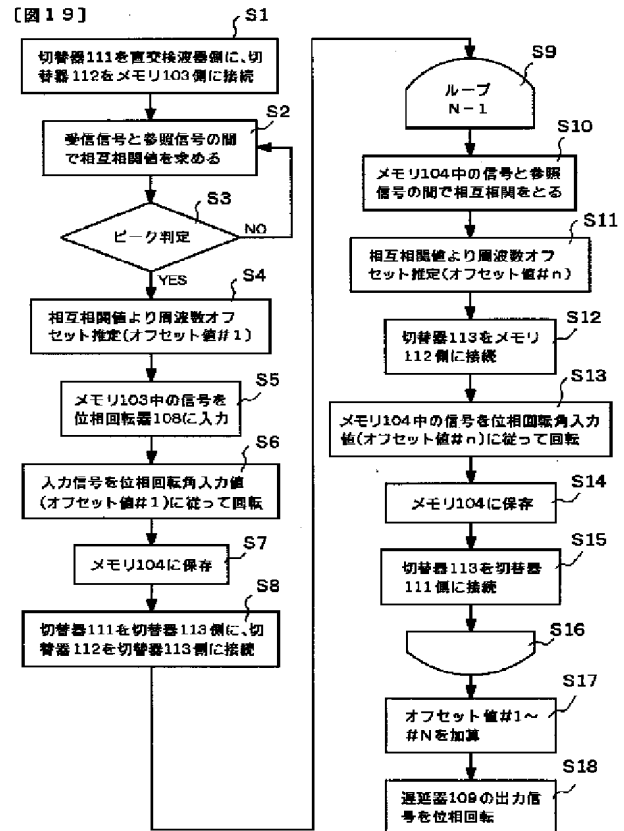 〔図19〕
S1
切替器111を直交検波器側に、切
替器112をメモリ103側に接続
S2
受信信号と参照信号の間
で相互相関値を求める
S3
ピーク判定
NO
YES
S4
相互相関値より周波数オフ
セット推定(オフセット値#1)
S5
メモリ103中の信号を
位相回転器108に入力
S6
入力信号を位相回転角入力値
(オフセット値#1)に従って回転
S7
メモリ104に保存
S8
切替器111を切替器113側に、切
替器112を切替器113側に接続
S9
ループ
N-1
S10
メモリ104中の信号と参照
信号の間で相互相関をとる
S11
相互相関値より周波数オフ
セット推定(オフセット値#n)
S12
切替器113をメモリ
112側に接続
S13
メモリ104中の信号を位相回転角入力
値(オフセット値#n)に従って回転
S14
メモリ104に保存
S15
切替器113を切替器
111側に接続
S16
S17
オフセット値#1~
#Nを加算
S18
遅延器109の出力信
号を位相回転